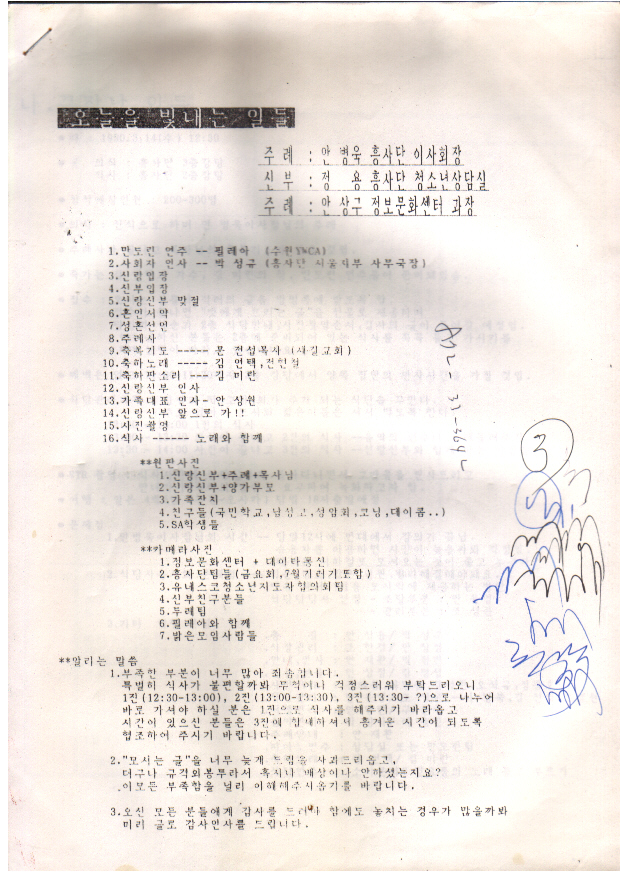 오늘을 빛내는 일들
주 례 : 안병욱 흥사단 이사회장
신 부 : 정 용 흥사단 청소년상담실
주 례 : 안상구 정보문화센터 과장
1.만도린 연주 -- 필레아 (수원YWCA)
2.사회자 인사 -- 박 성규 (흥사단 서울지부 사무국장)
3.신랑입장
4.신부입장
5.신랑신부 맞절
6.혼인서약
7.성혼선언
8.주례사
9.축복기도 ----- 문 전섭목사 (새길교회)
10.축하노래 ----- 김 연택,전한철
11.축하판소리 --- 김 미란
12.신랑신부 인사
13.가족대표 인사- 안 상원
14.신랑신부 앞으로 가!!
15.사진촬영
16.식사 ------ 노래와 함께
**원판사진
1.신랑신부+주례+목사님
2.신랑신부+양가부모
3.가족잔치
4.친구들(국민학교,남성고,성암회,코닝,데이콤..)
5.SA학생들
**카메라사진
1.정보문화센터 + 데이타통신
2.흥사단팀들(금요회,7월기러기포함)
3.유네스코청소년지도자협의회팀
4.신부친구분들
5.두레팀
6.필레아와 함께
7.밝은모임사람들
**알리는 말씀
1.부족한 부분이 너무 많아 죄송합니다.
특별히 식사가 불편할까봐 무척이나 걱정스러워 부탁드리오니
1진(12:30-13:00), 2진(13:00-13:30), 3진(13:30- ?)으로 나누어
바로 가셔야 하실 분은 1진으로 식사를 해주시기 바라옵고
시간이 있으신 분들은 3진에 참석하셔서 즐거운 시간이 되도록
협조하여 주시기 바랍니다.
2."모시는 글"을 너무 늦게 드림을 사과드리옵고,
더구나 규격외봉투라서 혹시나 배상이나 안하셨는지요?
이모든 부족함을 널리 이해해주시옵기를 바랍니다.
3.오신 모든 분들에게 감사를 드려야 함에도 놓치는 경우가 많을까봐
미리 글로 감사인사를 드립니다.